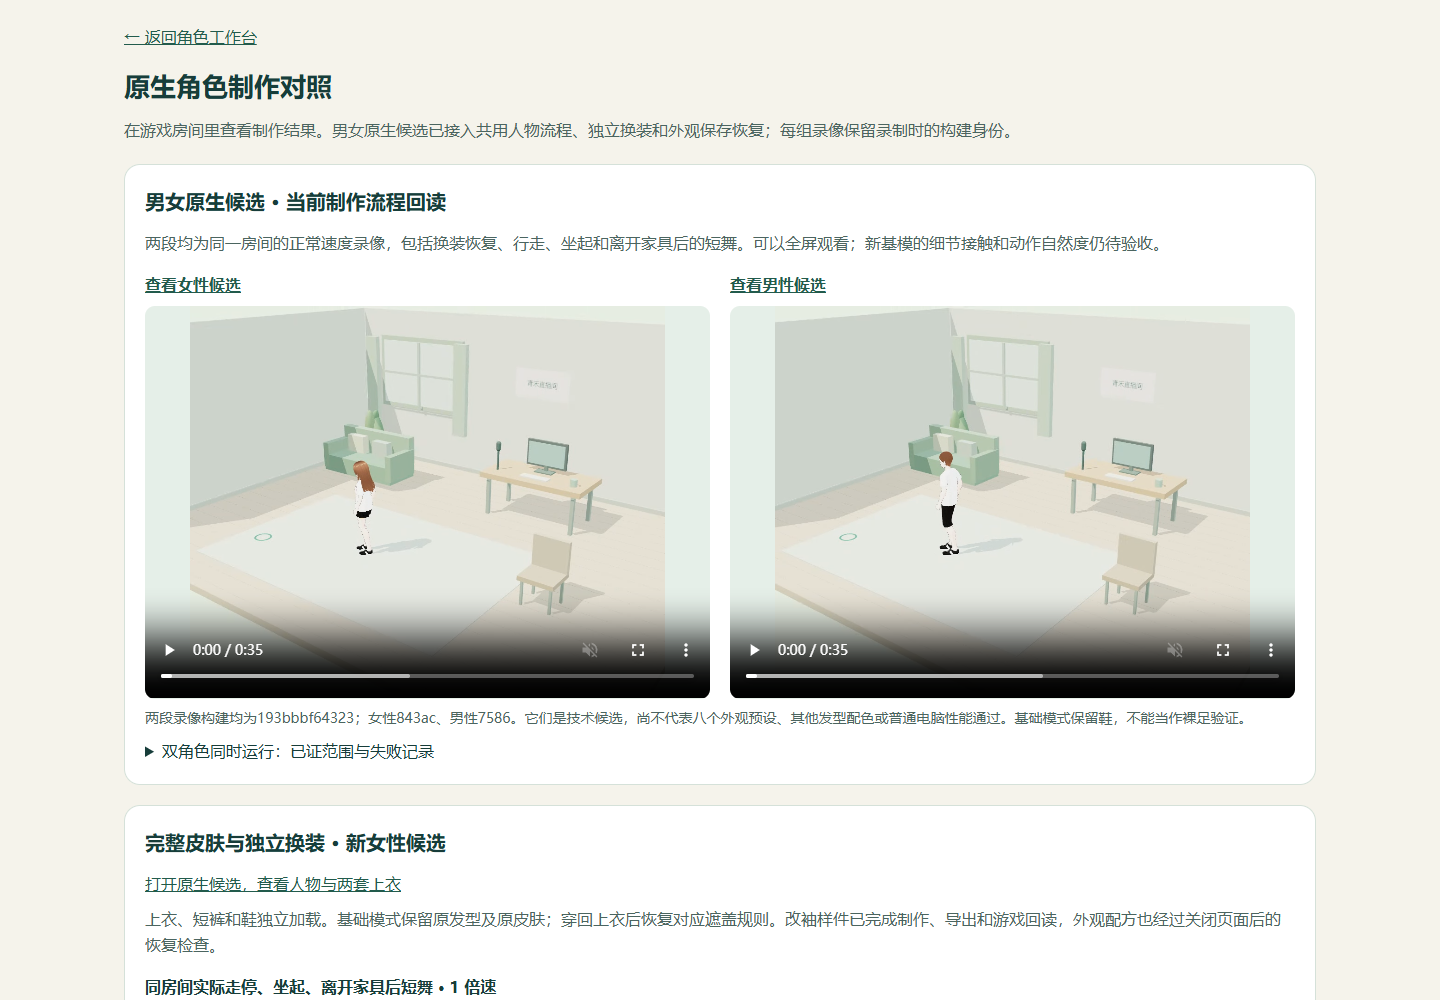 ← 返回角色工作台
原生角色制作对照
在游戏房间里查看制作结果。男女原生候选已接入共用人物流程、独立换装和外观保存恢复；每组录像保留录制时的构建身份。
男女原生候选 · 当前制作流程回读
两段均为同一房间的正常速度录像，包括换装恢复、行走、坐起和离开家具后的短舞。可以全屏观看；新基模的细节接触和动作自然度仍待验收。
查看女性候选
查看男性候选
0:00 / 0:35
0:00 / 0:35
两段录像构建均为193bbbf64323；女性843ac、男性7586。它们是技术候选，尚不代表八个外观预设、其他发型配色或普通电脑性能通过。基础模式保留鞋，不能当作裸足验证。
双角色同时运行：已证范围与失败记录
完整皮肤与独立换装 · 新女性候选
打开原生候选，查看人物与两套上衣
上衣、短裤和鞋独立加载。基础模式保留原发型及原皮肤；穿回上衣后恢复对应遮盖规则。改袖样件已完成制作、导出和游戏回读，外观配方也经过关闭页面后的
恢复检查。
同房间实际走停、坐起、离开家具后短舞 · 1 倍速